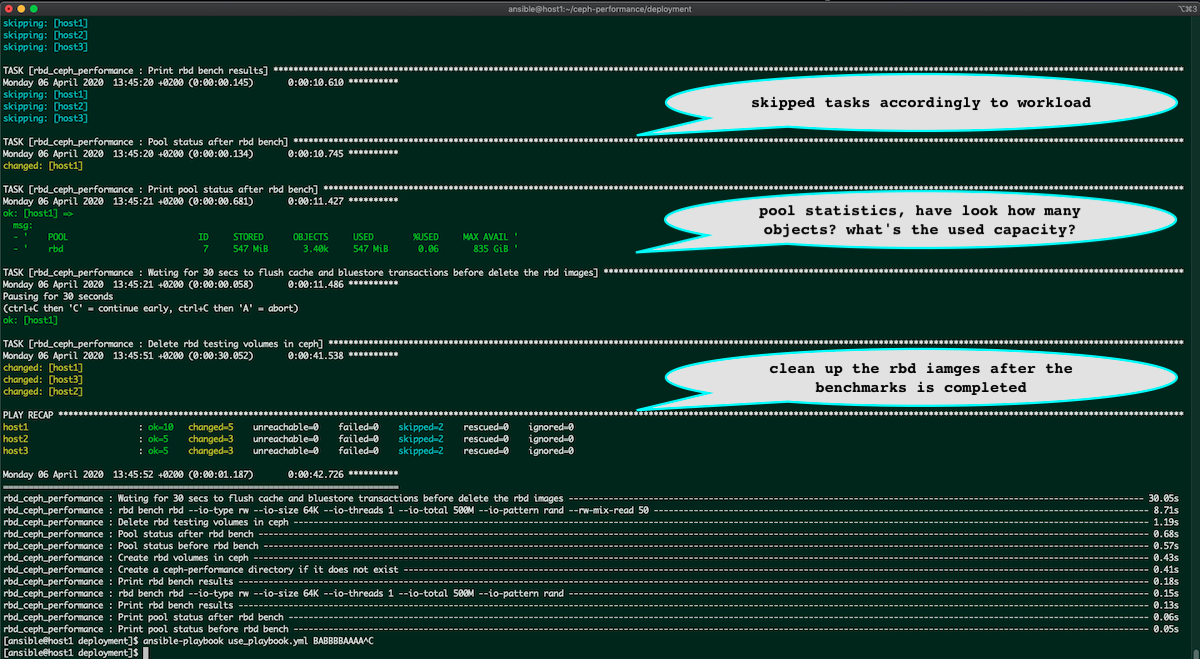 ansible@host1:~/ceph-performance/deployment
⌥⌘3
skipping: [host1]
skipping: [host2]
skipping: [host3]
TASK [rbd_ceph_performance : Print rbd bench results] ****************************************************************
Monday 06 April 2020  13:45:20 +0200 (0:00:00.145)       0:00:10.610 **********
skipping: [host1]
skipping: [host2]
skipping: [host3]
skipped tasks accordingly to workload
TASK [rbd_ceph_performance : Pool status after rbd bench] ****************************************************************
Monday 06 April 2020  13:45:20 +0200 (0:00:00.134)       0:00:10.745 **********
changed: [host1]
TASK [rbd_ceph_performance : Print pool status after rbd bench] ****************************************************************
Monday 06 April 2020  13:45:21 +0200 (0:00:00.681)       0:00:11.427 **********
ok: [host1] =>
  msg:
  - '    POOL                          ID     STORED      OBJECTS     USED        %USED     MAX AVAIL '
  - '    rbd                            7     547 MiB       3.40k     547 MiB      0.06       835 GiB '
pool statistics, have look how many
objects? what's the used capacity?
TASK [rbd_ceph_performance : Wating for 30 secs to flush cache and bluestore transactions before delete the rbd images] ****************************************************************
Monday 06 April 2020  13:45:21 +0200 (0:00:00.058)       0:00:11.486 **********
Pausing for 30 seconds
(ctrl+C then 'C' = continue early, ctrl+C then 'A' = abort)
ok: [host1]
TASK [rbd_ceph_performance : Delete rbd testing volumes in ceph] ****************************************************************
Monday 06 April 2020  13:45:51 +0200 (0:00:30.052)       0:00:41.538 **********
changed: [host1]
changed: [host3]
changed: [host2]
clean up the rbd iamges after the
benchmarks is completed
PLAY RECAP ****************************************************************
host1                      : ok=10   changed=5    unreachable=0    failed=0    skipped=2    rescued=0    ignored=0
host2                      : ok=5    changed=3    unreachable=0    failed=0    skipped=2    rescued=0    ignored=0
host3                      : ok=5    changed=3    unreachable=0    failed=0    skipped=2    rescued=0    ignored=0
Monday 06 April 2020  13:45:52 +0200 (0:00:01.187)       0:00:42.726 **********
===============================================================================
rbd_ceph_performance : Wating for 30 secs to flush cache and bluestore transactions before delete the rbd images ---------------- 30.05s
rbd_ceph_performance : rbd bench rbd --io-type rw --io-size 64K --io-threads 1 --io-total 500M --io-pattern rand --rw-mix-read 50 ---------------- 8.71s
rbd_ceph_performance : Delete rbd testing volumes in ceph ---------------- 1.19s
rbd_ceph_performance : Pool status after rbd bench ---------------- 0.68s
rbd_ceph_performance : Pool status before rbd bench ---------------- 0.57s
rbd_ceph_performance : Create rbd volumes in ceph ---------------- 0.43s
rbd_ceph_performance : Create a ceph-performance directory if it does not exist ---------------- 0.41s
rbd_ceph_performance : Print rbd bench results ---------------- 0.18s
rbd_ceph_performance : rbd bench rbd --io-type rw --io-size 64K --io-threads 1 --io-total 500M --io-pattern rand ---------------- 0.15s
rbd_ceph_performance : Print rbd bench results ---------------- 0.13s
rbd_ceph_performance : Print pool status after rbd bench ---------------- 0.06s
rbd_ceph_performance : Print pool status before rbd bench ---------------- 0.05s
[ansible@host1 deployment]$ ansible-playbook use_playbook.yml BABBBBAAAA^C
[ansible@host1 deployment]$